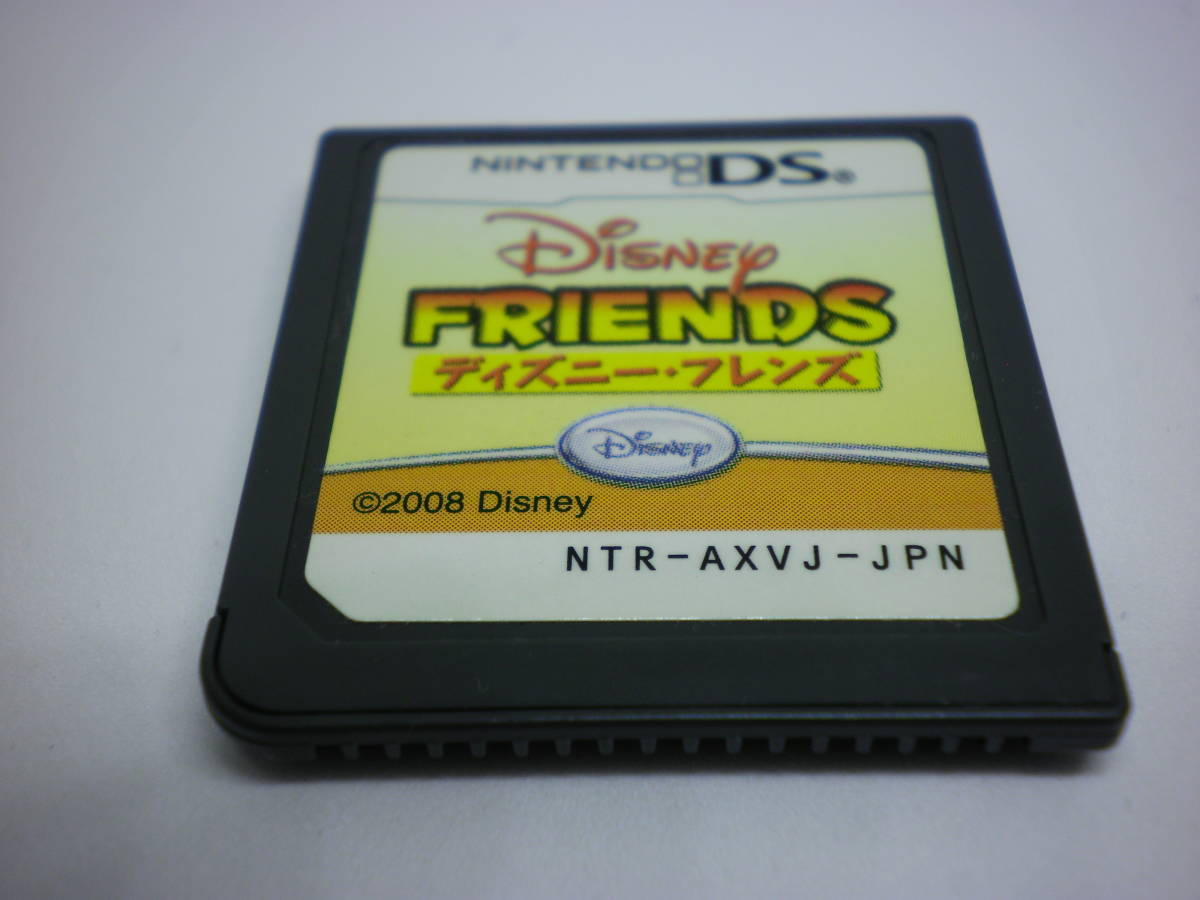 NINTENDO DS®
Disney
FRIENDS
ディズニー・フレンズ
Disney
©2008 Disney
NTR-AXVJ-JPN